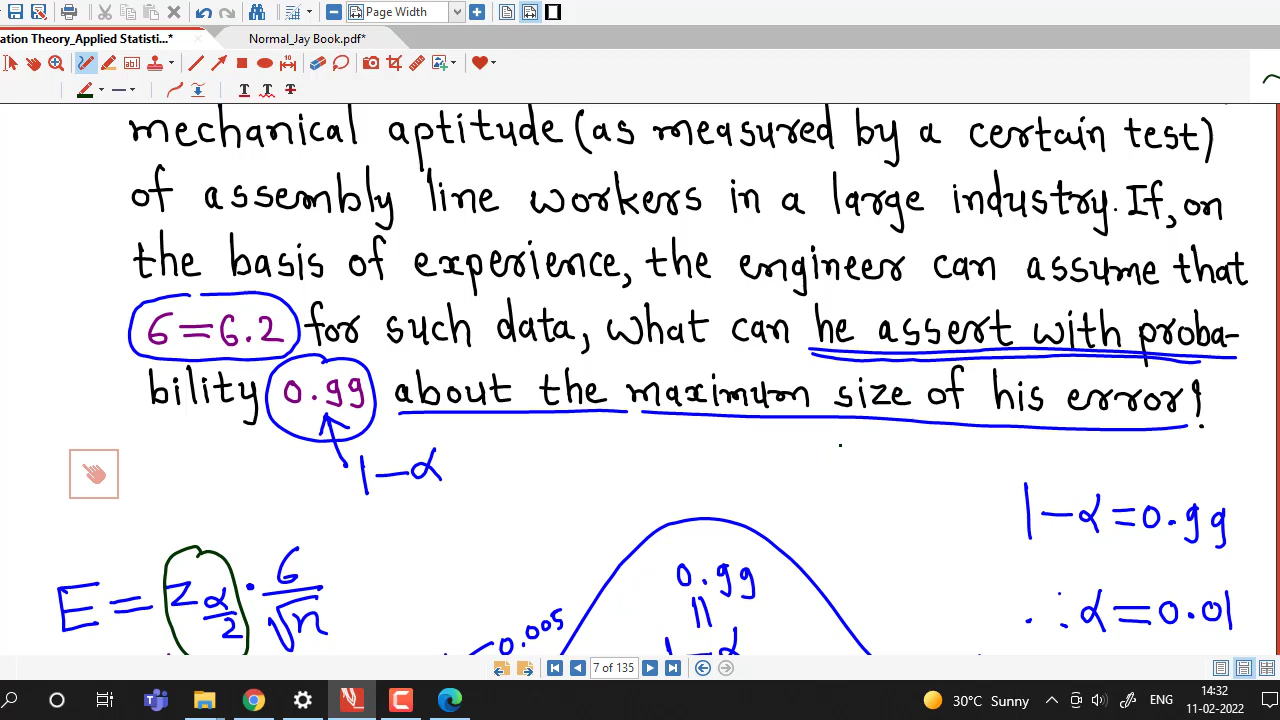 Page Width
ation Theory_Applied Statisti...*
Normal_Jay Book.pdf*
mechanical aptitude (as measured by a certain test)
of assembly line workers in a large industry. If, on
the basis of experience, the engineer can assume that
σ = 6.2 for such data, what can he assert with proba-
bility 0.99 about the maximum size of his error?
1-α
1-α = 0.99
E = Z α/2 · σ/√n
0.99
=
1-α
0.005
∴ α = 0.01
7 of 135
30°C Sunny
ENG
14:32
11-02-2022